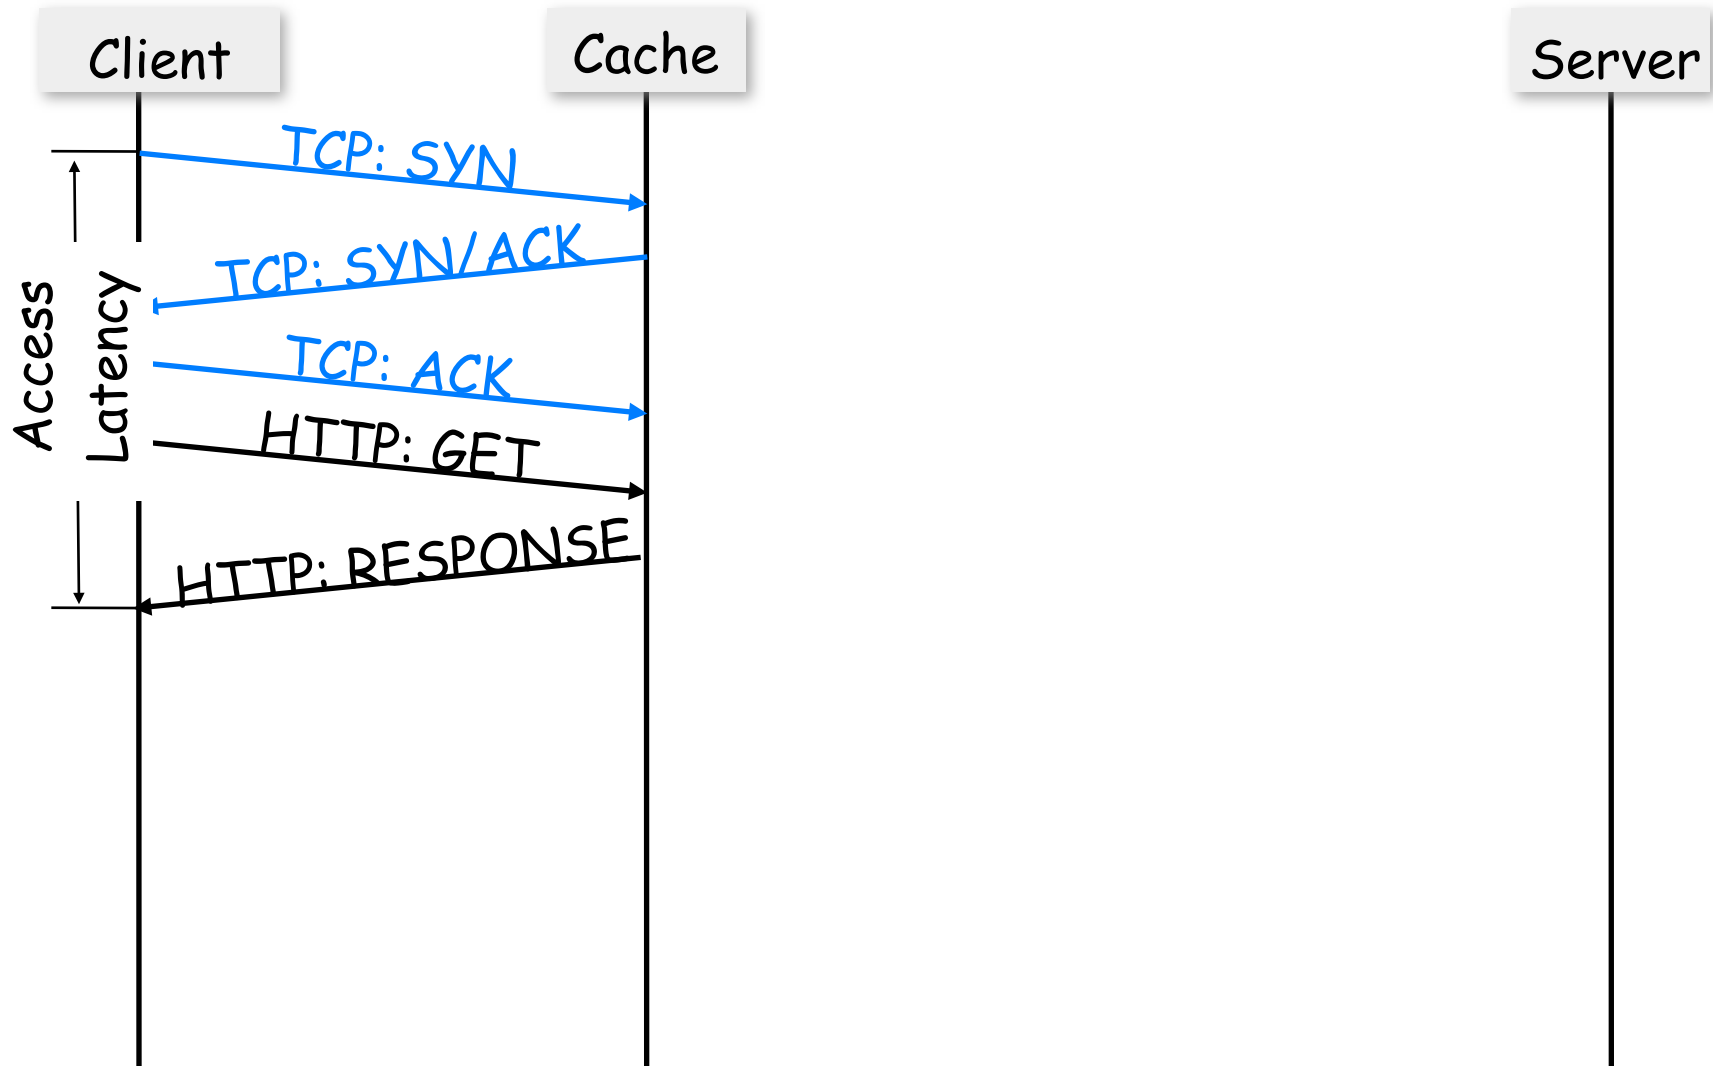 Client
Cache
Server
TCP: SYN
TCP: SYN/ACK
TCP: ACK
HTTP: GET
HTTP: RESPONSE
Access
Latency